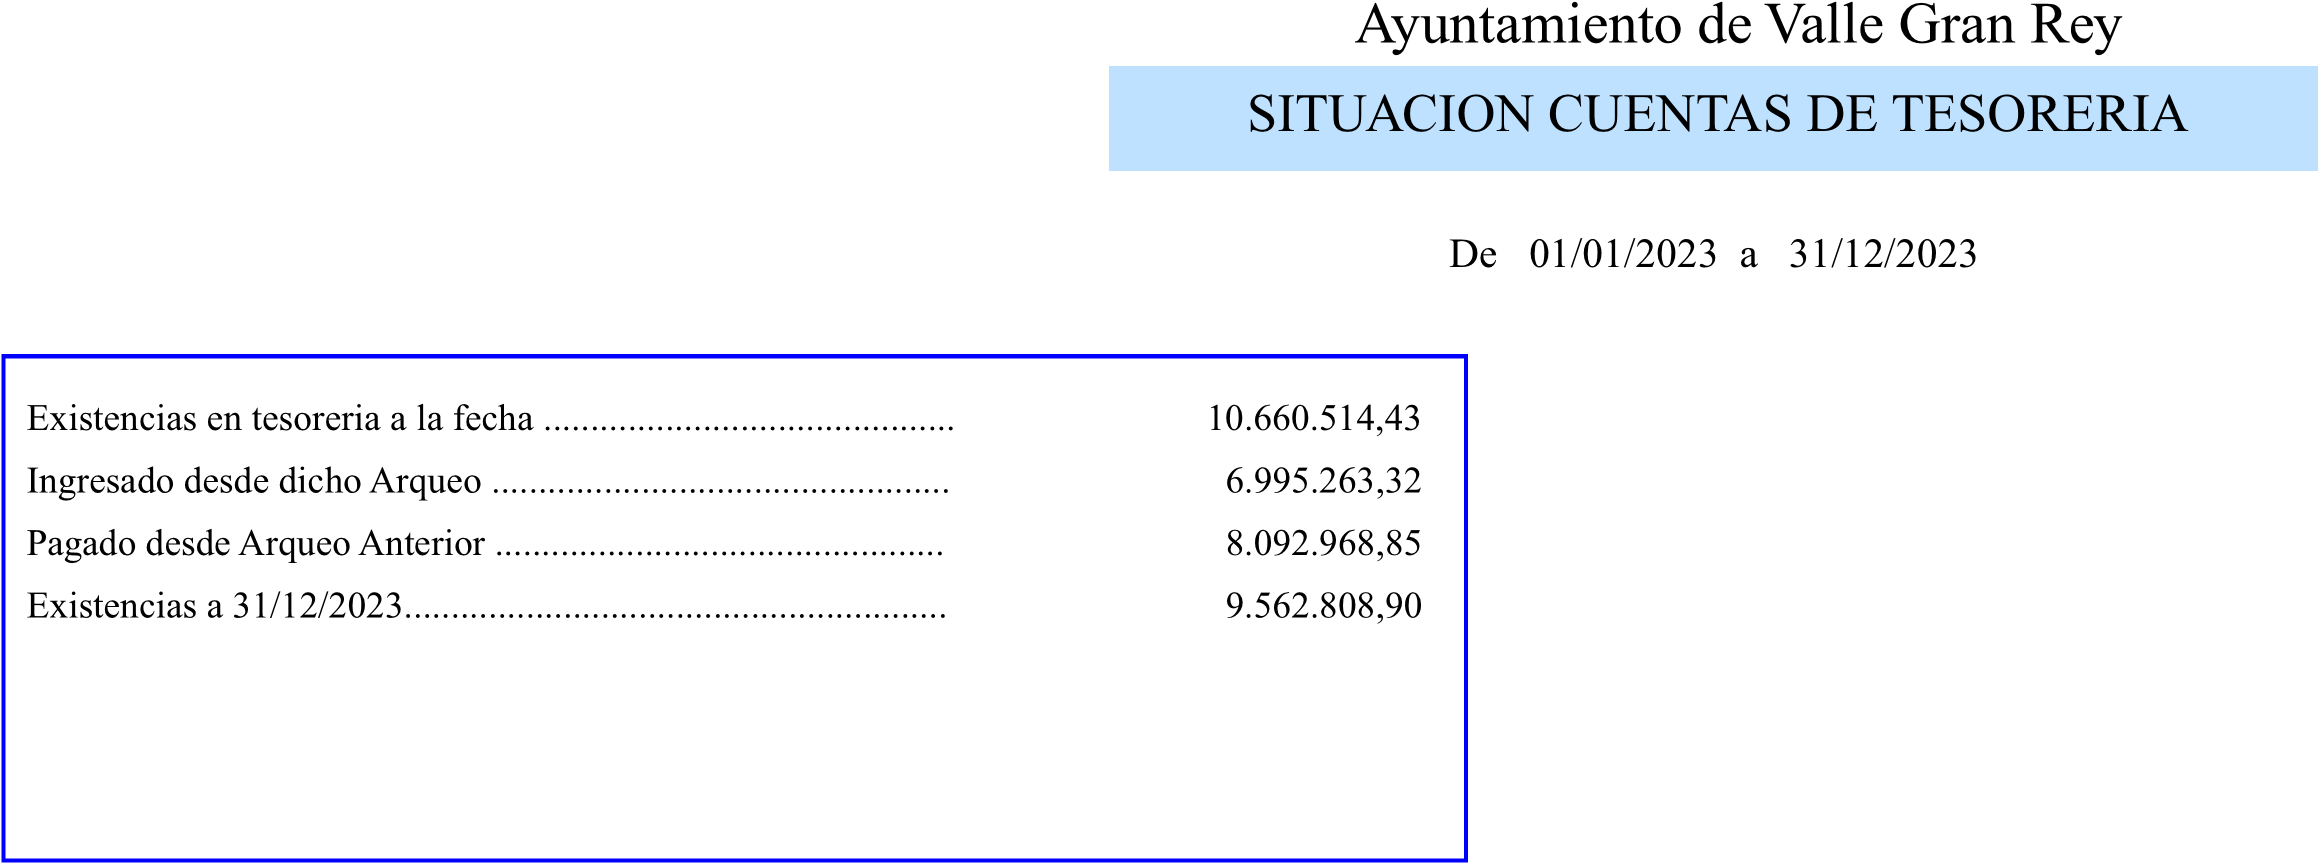 Ayuntamiento de Valle Gran Rey
SITUACION CUENTAS DE TESORERIA
De 01/01/2023 a 31/12/2023
Existencias en tesoreria a la fecha ............................................ 10.660.514,43
Ingresado desde dicho Arqueo ................................................. 6.995.263,32
Pagado desde Arqueo Anterior ................................................ 8.092.968,85
Existencias a 31/12/2023.......................................................... 9.562.808,90